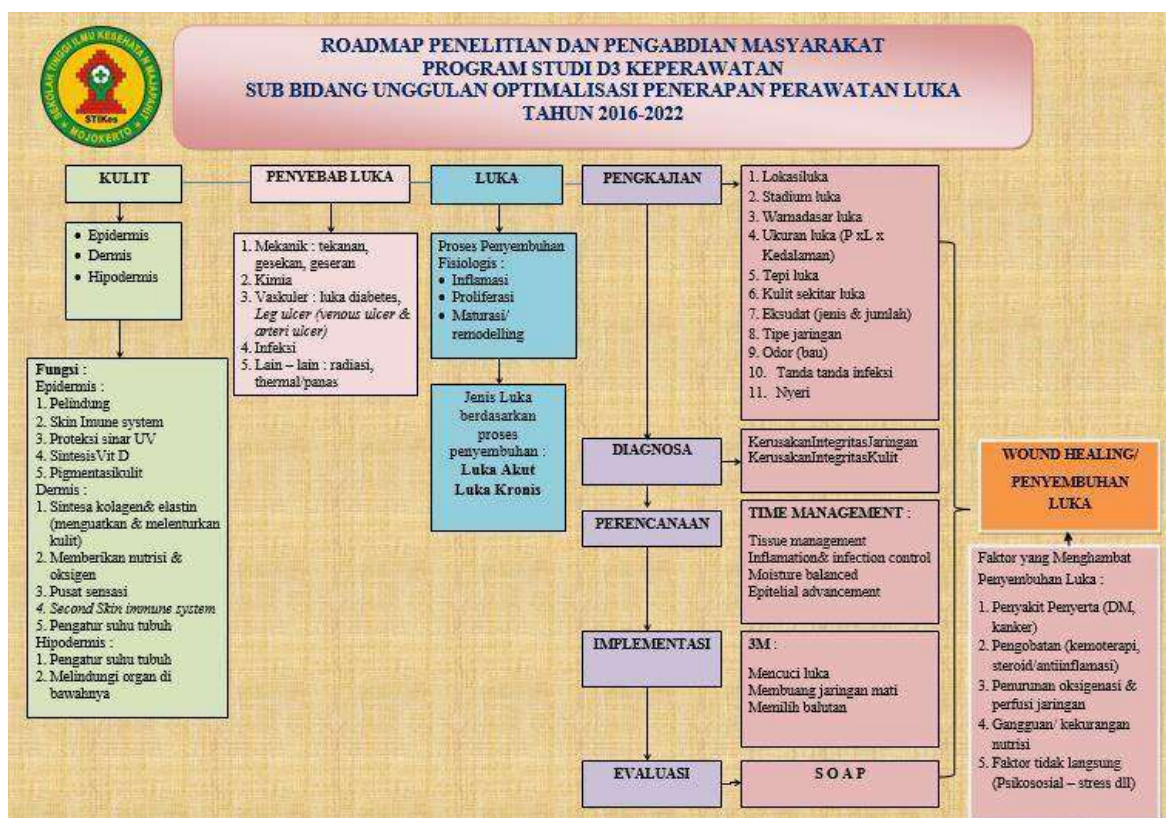 SEKOLAH TINGGI ILMU KESEHATAN MAJAPAHIT
STIKes
MOJOKERTO
ROADMAP PENELITIAN DAN PENGABDIAN MASYARAKAT
PROGRAM STUDI D3 KEPERAWATAN
SUB BIDANG UNGGULAN OPTIMALISASI PENERAPAN PERAWATAN LUKA
TAHUN 2016-2022
KULIT
• Epidermis
• Dermis
• Hipodermis
Fungsi :
Epidermis :
1. Pelindung
2. Skin Imune system
3. Proteksi sinar UV
4. SintesisVit D
5. Pigmentasikulit
Dermis :
1. Sintesa kolagen& elastin
(menguatkan & melenturkan
kulit)
2. Memberikan nutrisi &
oksigen
3. Pusat sensasi
4. Second Skin immune system
5. Pengatur suhu tubuh
Hipodermis :
1. Pengatur suhu tubuh
2. Melindungi organ di
bawahnya
PENYEBAB LUKA
1. Mekanik : tekanan,
gesekan, geseran
2. Kimia
3. Vaskuler : luka diabetes,
Leg ulcer (venous ulcer &
arteri ulcer)
4. Infeksi
5. Lain – lain : radiasi,
thermal/panas
LUKA
Proses Penyembuhan
Fisiologis :
• Inflamasi
• Proliferasi
• Maturasi/
remodelling
Jenis Luka
berdasarkan
proses
penyembuhan :
Luka Akut
Luka Kronis
PENGKAJIAN
1. Lokasiluka
2. Stadium luka
3. Warnadasar luka
4. Ukuran luka (P xL x
Kedalaman)
5. Tepi luka
6. Kulit sekitar luka
7. Eksudat (jenis & jumlah)
8. Tipe jaringan
9. Odor (bau)
10. Tanda tanda infeksi
11. Nyeri
DIAGNOSA
KerusakanIntegritasJaringan
KerusakanIntegritasKulit
PERENCANAAN
TIME MANAGEMENT :
Tissue management
Inflamation& infection control
Moisture balanced
Epitelial advancement
IMPLEMENTASI
3M :
Mencuci luka
Membuang jaringan mati
Memilih balutan
EVALUASI
S O A P
WOUND HEALING/
PENYEMBUHAN
LUKA
Faktor yang Menghambat
Penyembuhan Luka :
1. Penyakit Penyerta (DM,
kanker)
2. Pengobatan (kemoterapi,
steroid/antiinflamasi)
3. Penurunan oksigenasi &
perfusi jaringan
4. Gangguan/ kekurangan
nutrisi
5. Faktor tidak langsung
(Psikososial – stress dll)